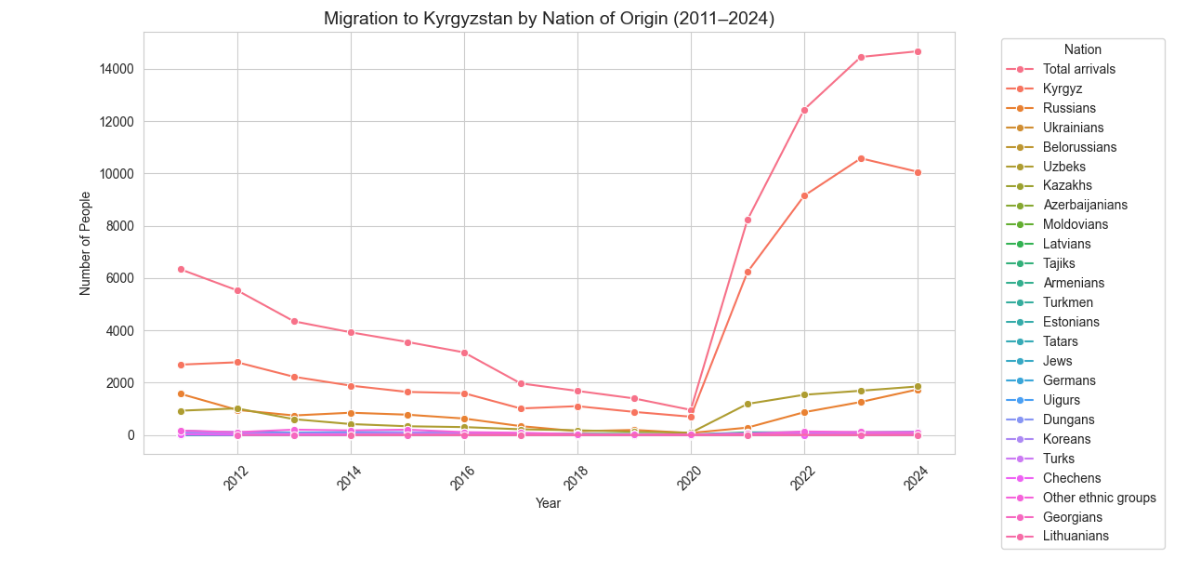 Migration to Kyrgyzstan by Nation of Origin (2011–2024)
Number of People
14000
12000
10000
8000
6000
4000
2000
0
2012
2014
2016
2018
2020
2022
2024
Year
Nation
Total arrivals
Kyrgyz
Russians
Ukrainians
Belorussians
Uzbeks
Kazakhs
Azerbaijanians
Moldovians
Latvians
Tajiks
Armenians
Turkmen
Estonians
Tatars
Jews
Germans
Uigurs
Dungans
Koreans
Turks
Chechens
Other ethnic groups
Georgians
Lithuanians